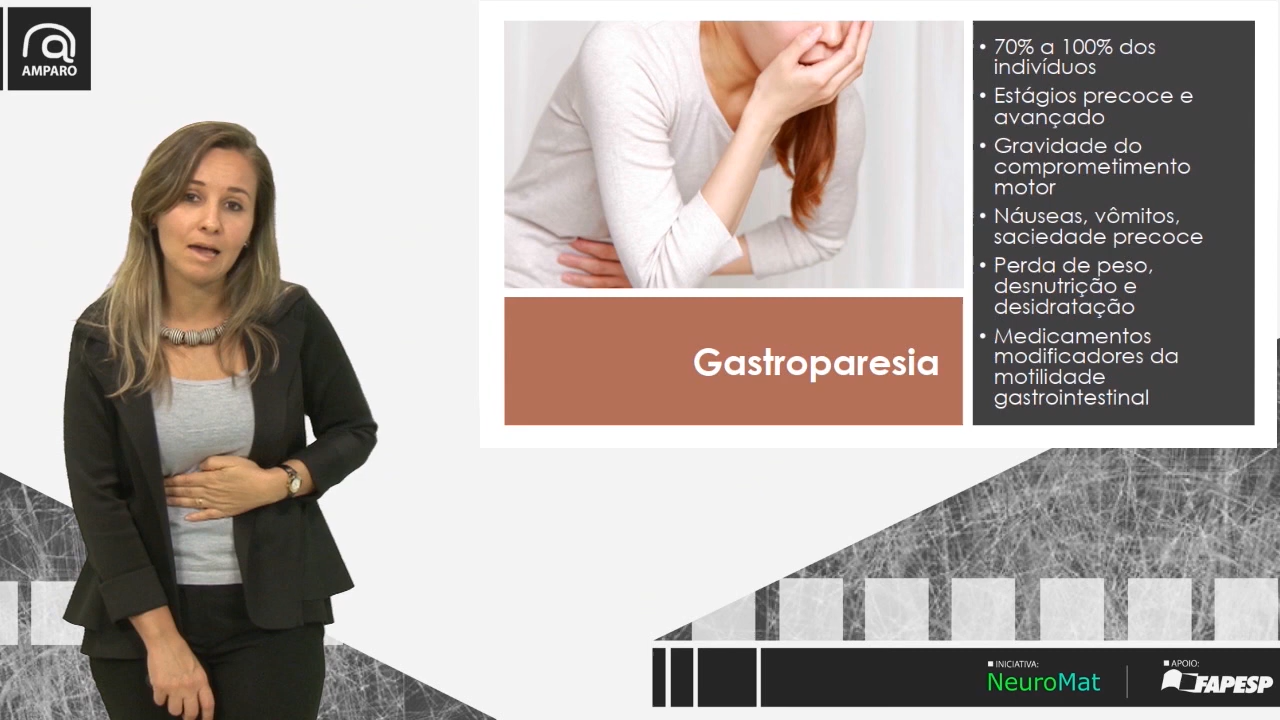 AMPARO
Gastroparesia
• 70% a 100% dos
indivíduos
• Estágios precoce e
avançado
• Gravidade do
comprometimento
motor
• Náuseas, vômitos,
saciedade precoce
• Perda de peso,
desnutrição e
desidratação
• Medicamentos
modificadores da
motilidade
gastrointestinal
INICIATIVA:
NeuroMat
APOIO:
FAPESP